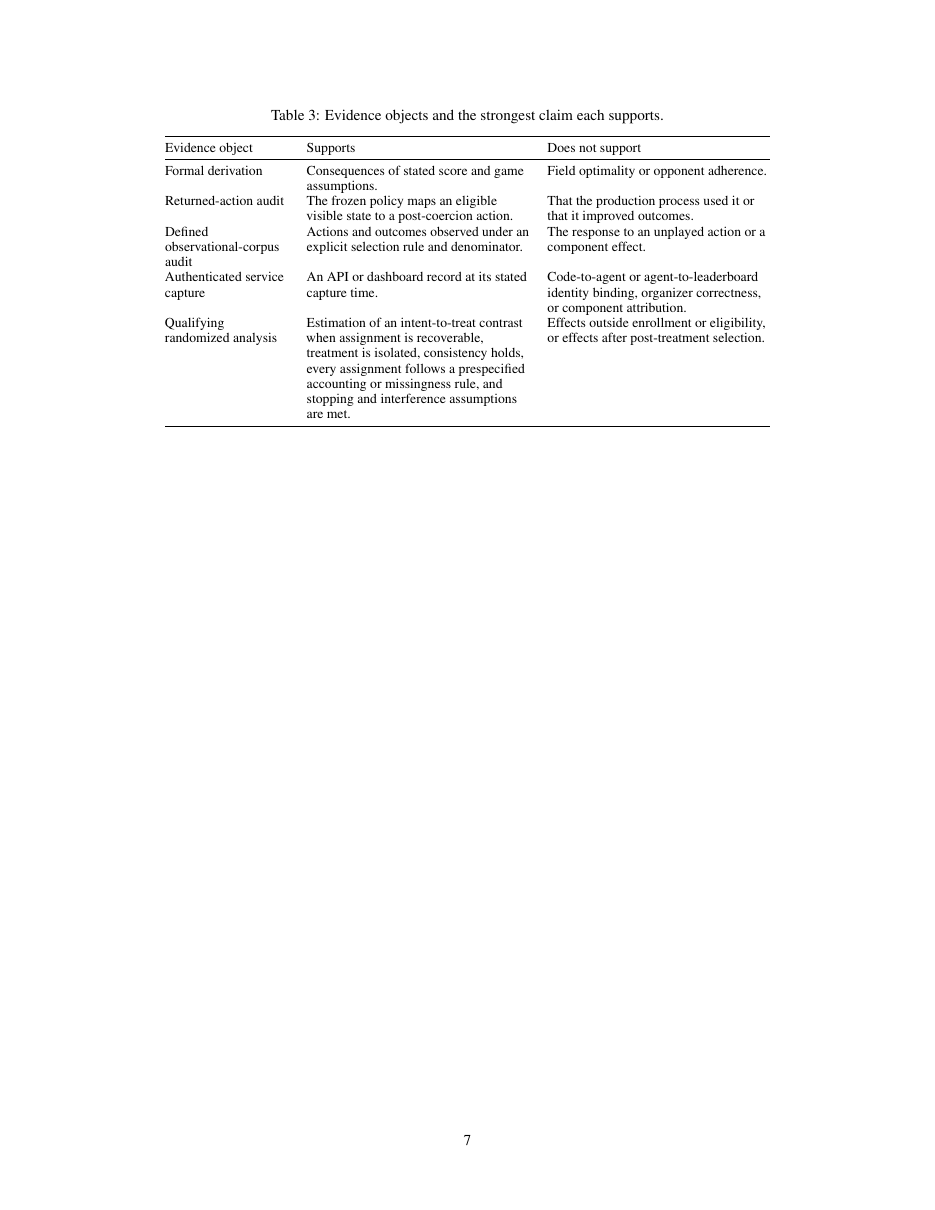 Table 3: Evidence objects and the strongest claim each supports.
Evidence object Supports Does not support
Formal derivation Consequences of stated score and game Field optimality or opponent adherence.
assumptions.
Returned-action audit The frozen policy maps an eligible That the production process used it or
visible state to a post-coercion action. that it improved outcomes.
Defined Actions and outcomes observed under an The response to an unplayed action or a
observational-corpus explicit selection rule and denominator. component effect.
audit
Authenticated service An API or dashboard record at its stated Code-to-agent or agent-to-leaderboard
capture capture time. identity binding, organizer correctness,
or component attribution.
Qualifying Estimation of an intent-to-treat contrast Effects outside enrollment or eligibility,
randomized analysis when assignment is recoverable, or effects after post-treatment selection.
treatment is isolated, consistency holds,
every assignment follows a prespecified
accounting or missingness rule, and
stopping and interference assumptions
are met.
7